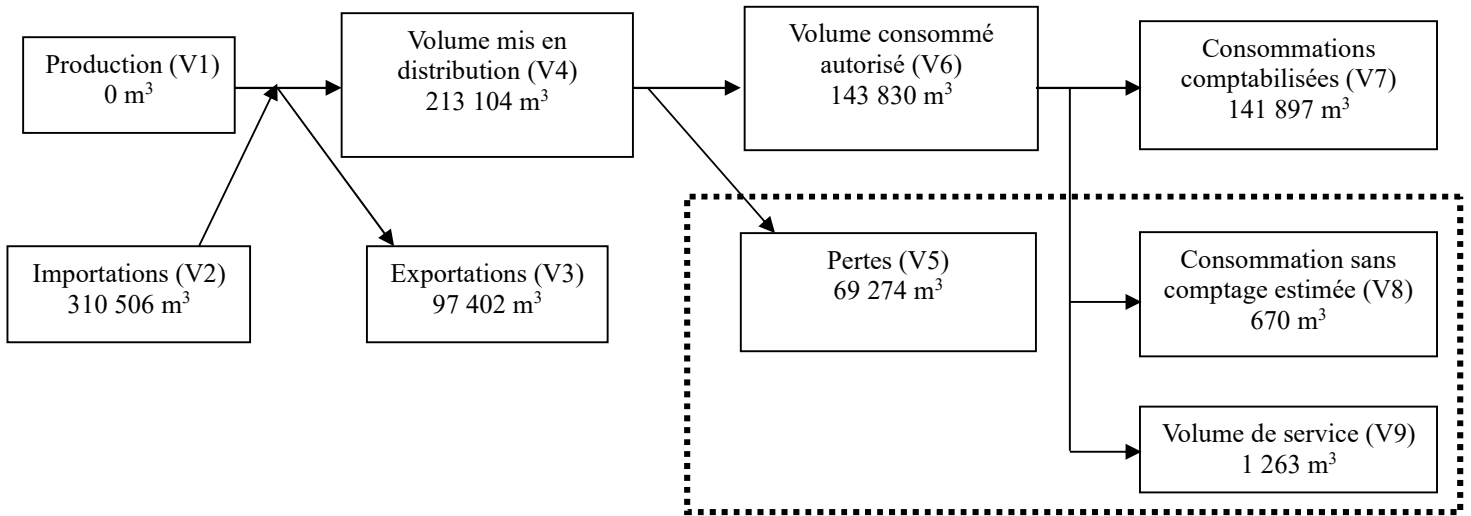 Production (V1)
0 m³
Volume mis en
distribution (V4)
213 104 m³
Volume consommé
autorisé (V6)
143 830 m³
Consommations
comptabilisées (V7)
141 897 m³
Importations (V2)
310 506 m³
Exportations (V3)
97 402 m³
Pertes (V5)
69 274 m³
Consommation sans
comptage estimée (V8)
670 m³
Volume de service (V9)
1 263 m³